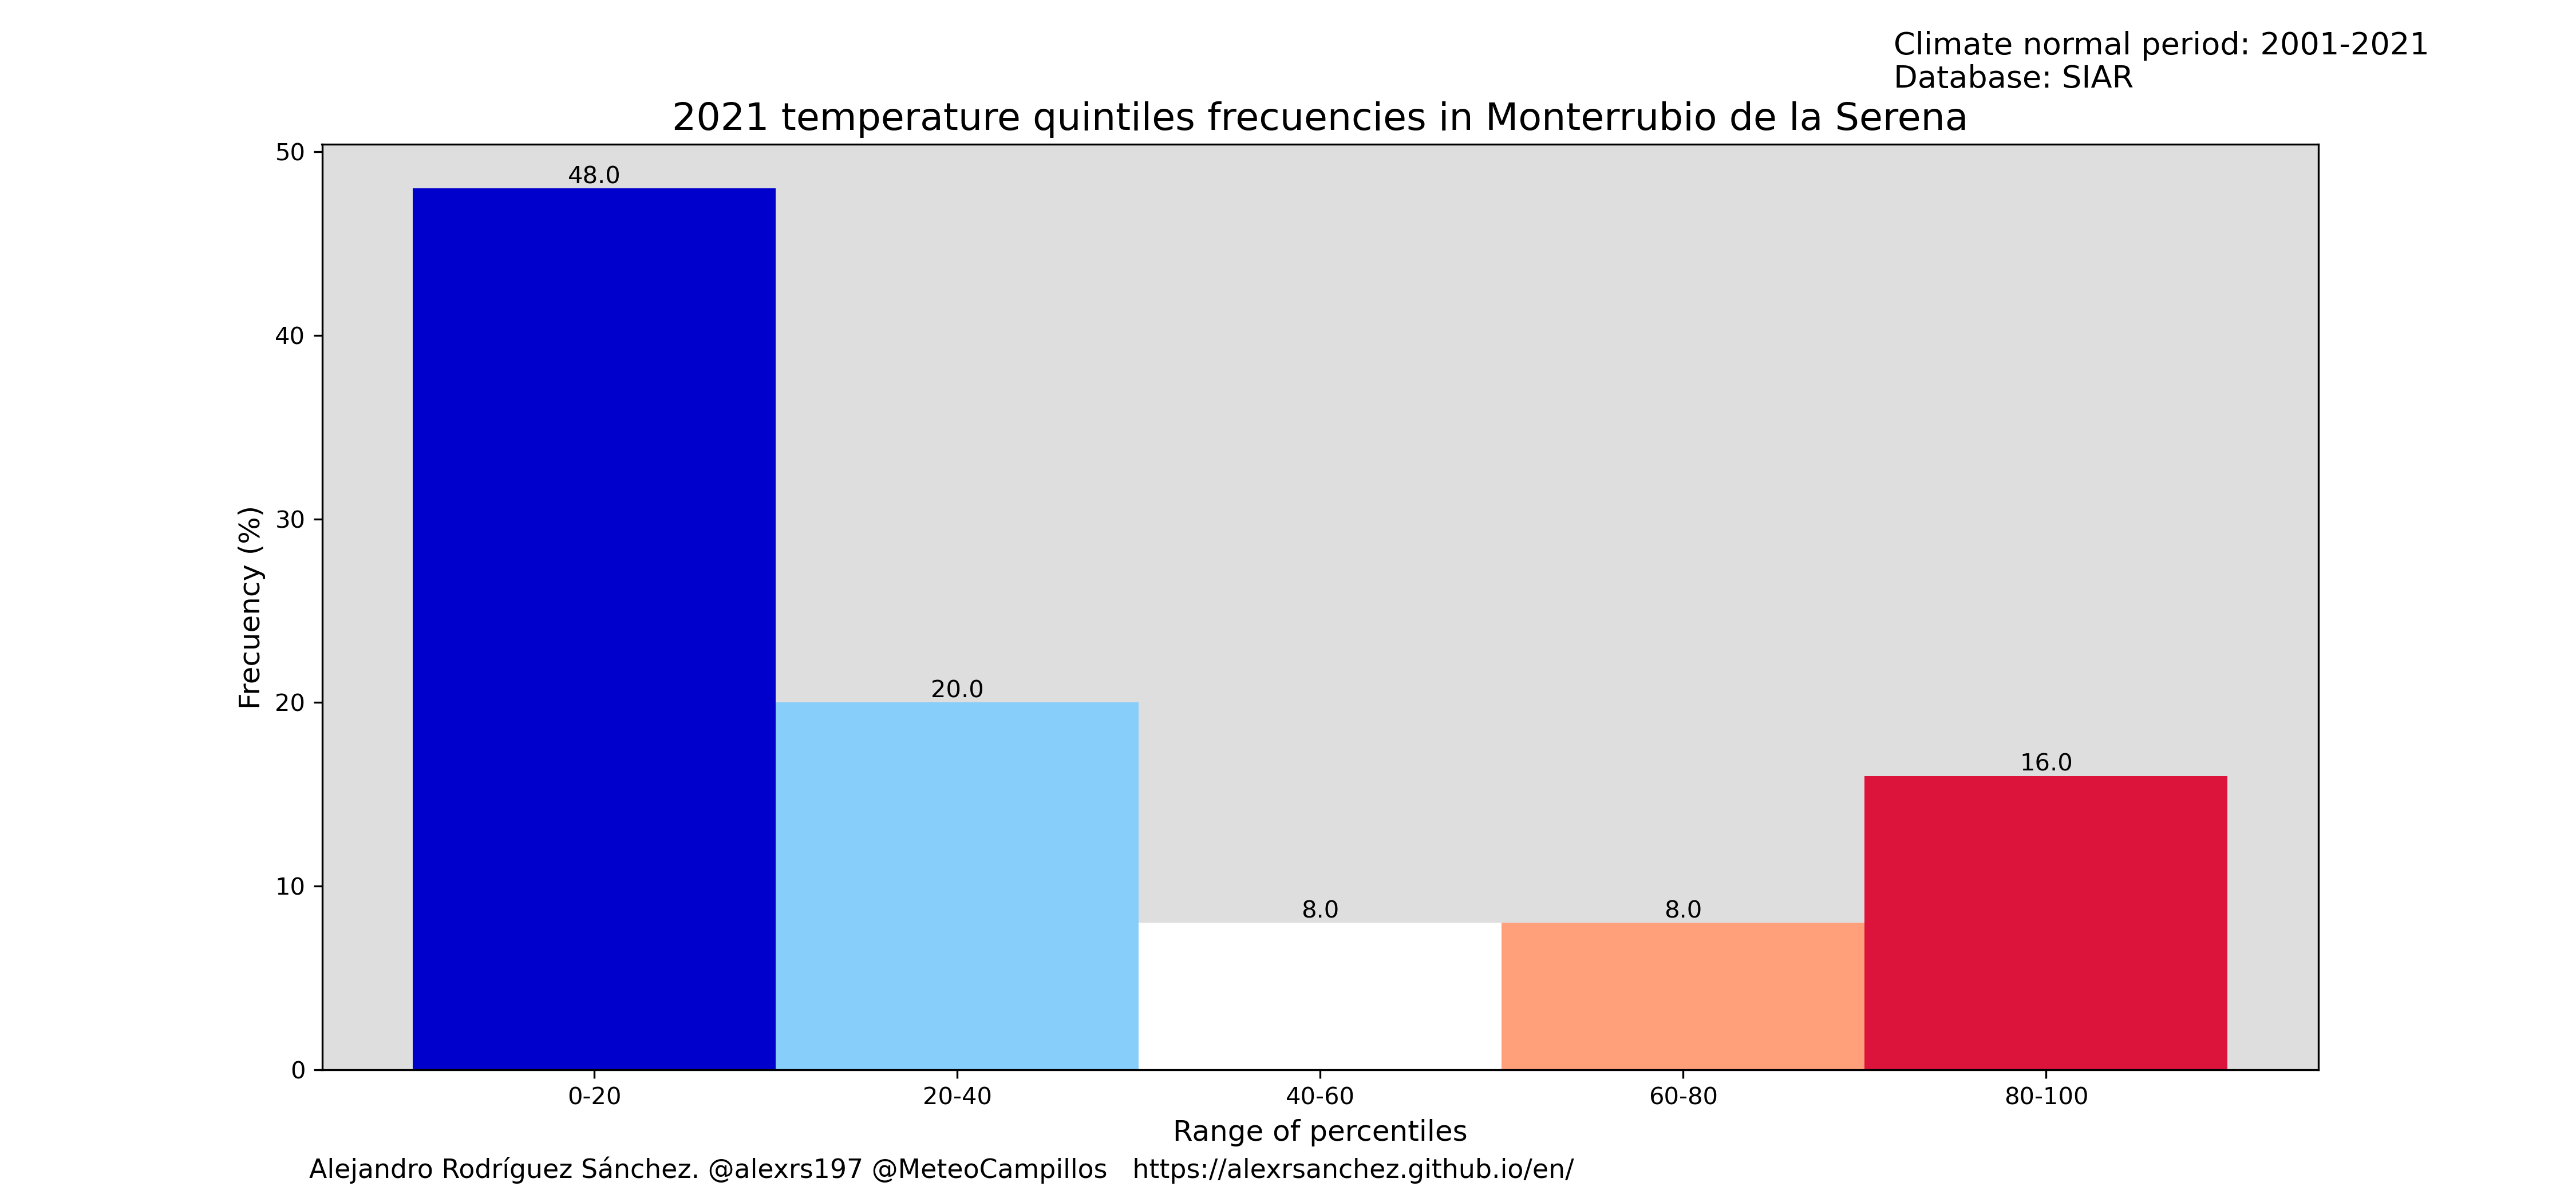 Climate normal period: 2001-2021
Database: SIAR
2021 temperature quintiles frecuencies in Monterrubio de la Serena
50
40
30
20
10
0
Frecuency (%)
48.0
20.0
8.0
8.0
16.0
0-20
20-40
40-60
60-80
80-100
Range of percentiles
Alejandro Rodríguez Sánchez. @alexrs197 @MeteoCampillos https://alexrsanchez.github.io/en/